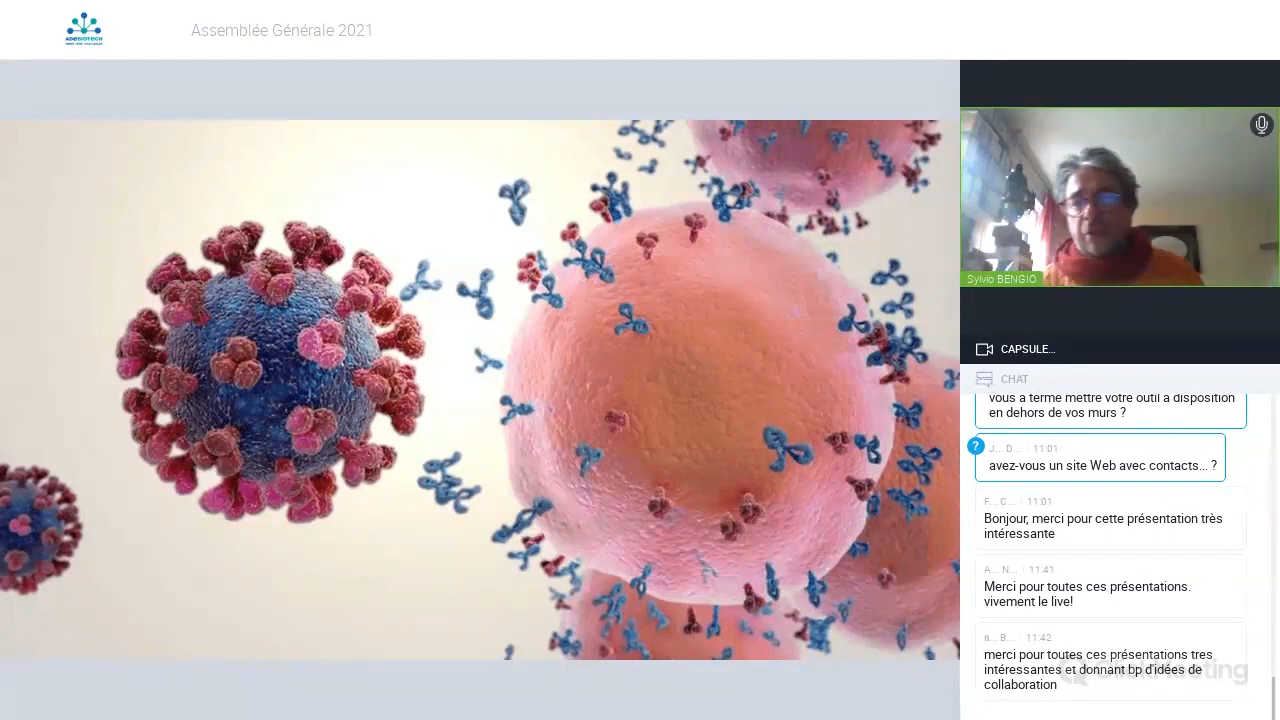 ADEBIOTECH
Assemblée Générale 2021
Sylvio BENGIO
CAPSULE...
CHAT
vous à terme mettre votre outil à disposition
en dehors de vos murs ?
?
J... D... 11:01
avez-vous un site Web avec contacts... ?
F... C... 11:01
Bonjour, merci pour cette présentation très
intéressante
A... N... 11:41
Merci pour toutes ces présentations.
vivement le live!
a... B... 11:42
merci pour toutes ces présentations tres
intéressantes et donnant bp d'idées de
collaboration
ClickMeeting